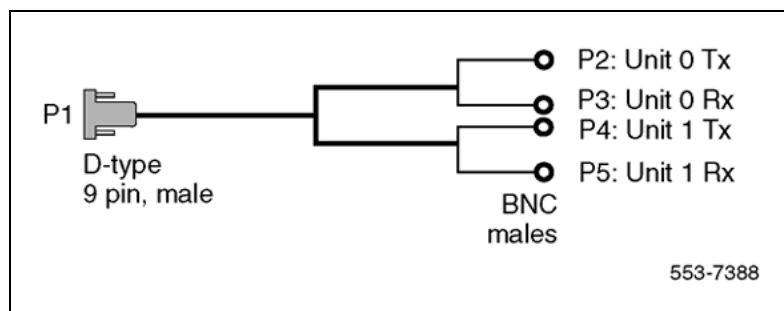 P1
D-type
9 pin, male
P2: Unit 0 Tx
P3: Unit 0 Rx
P4: Unit 1 Tx
P5: Unit 1 Rx
BNC
males
553-7388